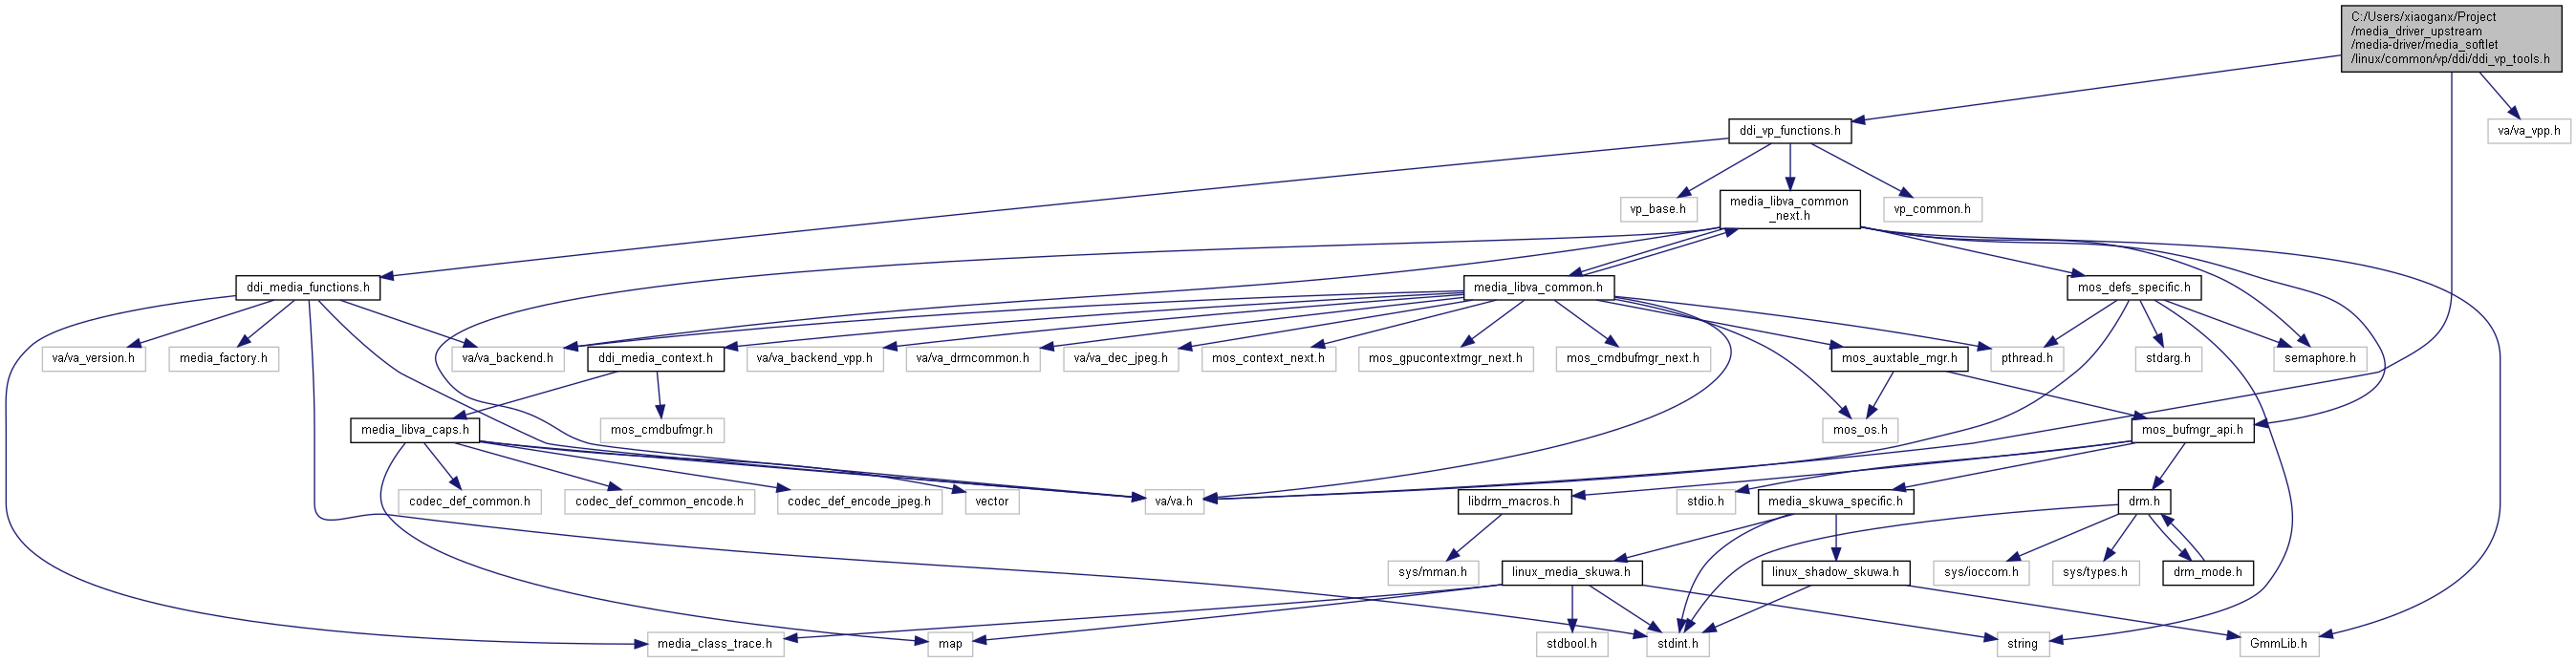 C:/Users/xiaoganx/Project
/media_driver_upstream
/media-driver/media_softlet
/linux/common/vp/ddi/ddi_vp_tools.h
ddi_vp_functions.h
va/va_vpp.h
vp_base.h
media_libva_common
_next.h
vp_common.h
ddi_media_functions.h
media_libva_common.h
mos_defs_specific.h
va/va_version.h
media_factory.h
va/va_backend.h
ddi_media_context.h
va/va_backend_vpp.h
va/va_drmcommon.h
va/va_dec_jpeg.h
mos_context_next.h
mos_gpucontextmgr_next.h
mos_cmdbufmgr_next.h
mos_auxtable_mgr.h
pthread.h
stdarg.h
semaphore.h
media_libva_caps.h
mos_cmdbufmgr.h
mos_os.h
mos_bufmgr_api.h
codec_def_common.h
codec_def_common_encode.h
codec_def_encode_jpeg.h
vector
va/va.h
libdrm_macros.h
stdio.h
media_skuwa_specific.h
drm.h
sys/mman.h
linux_media_skuwa.h
linux_shadow_skuwa.h
sys/ioccom.h
sys/types.h
drm_mode.h
media_class_trace.h
map
stdbool.h
stdint.h
string
GmmLib.h